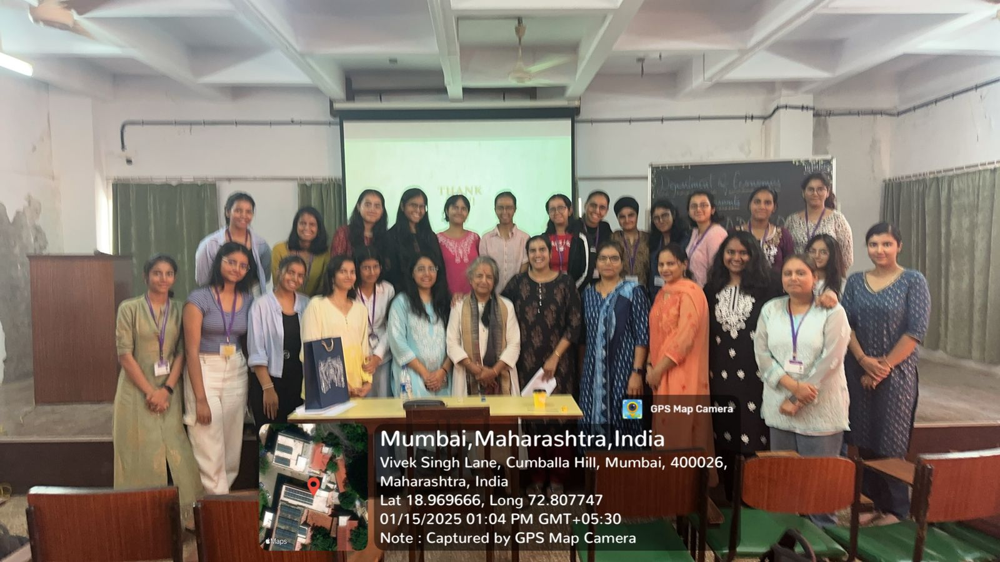 THANK
Department of Economics
GPS Map Camera
Mumbai,Maharashtra,India
Vivek Singh Lane, Cumballa Hill, Mumbai, 400026,
Maharashtra, India
Lat 18.969666, Long 72.807747
01/15/2025 01:04 PM GMT+05:30
Note : Captured by GPS Map Camera
Maps